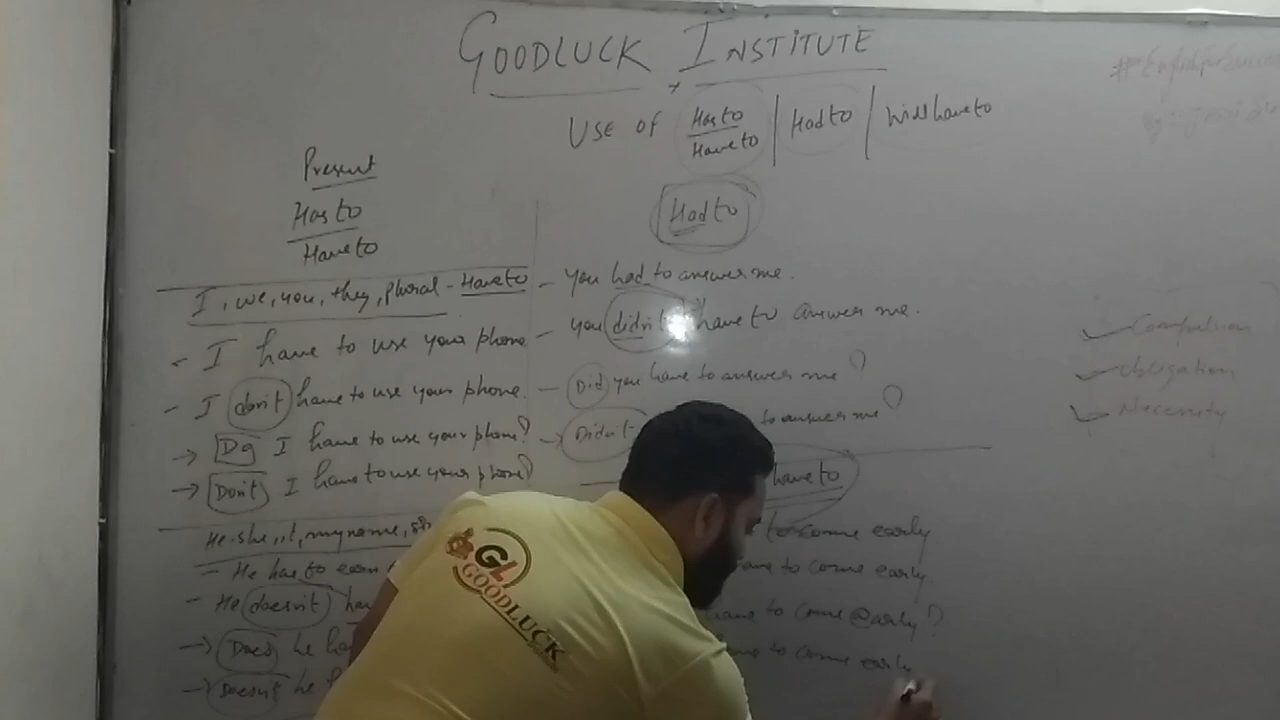 GOODLUCK INSTITUTE
USE OF Has to / Have to | Had to | Will have to
Present
Has to
Have to
Had to
I, we, you, they, plural - Have to
- I have to use your phone
- I don't have to use your phone.
→ Do I have to use your phone?
→ Don't I have to use your phone?
He, she, it, my name,
- He has to
- He doesn't
→ Does he
→ Doesn't he
- You had to answer me.
- You didn't have to answer me.
- Did you have to answer me?
→ Didn't to answer me?
have to
to come early
to come early
have to come early?
to come early
Compulsion
Obligation
Necessity
GL
GOODLUCK